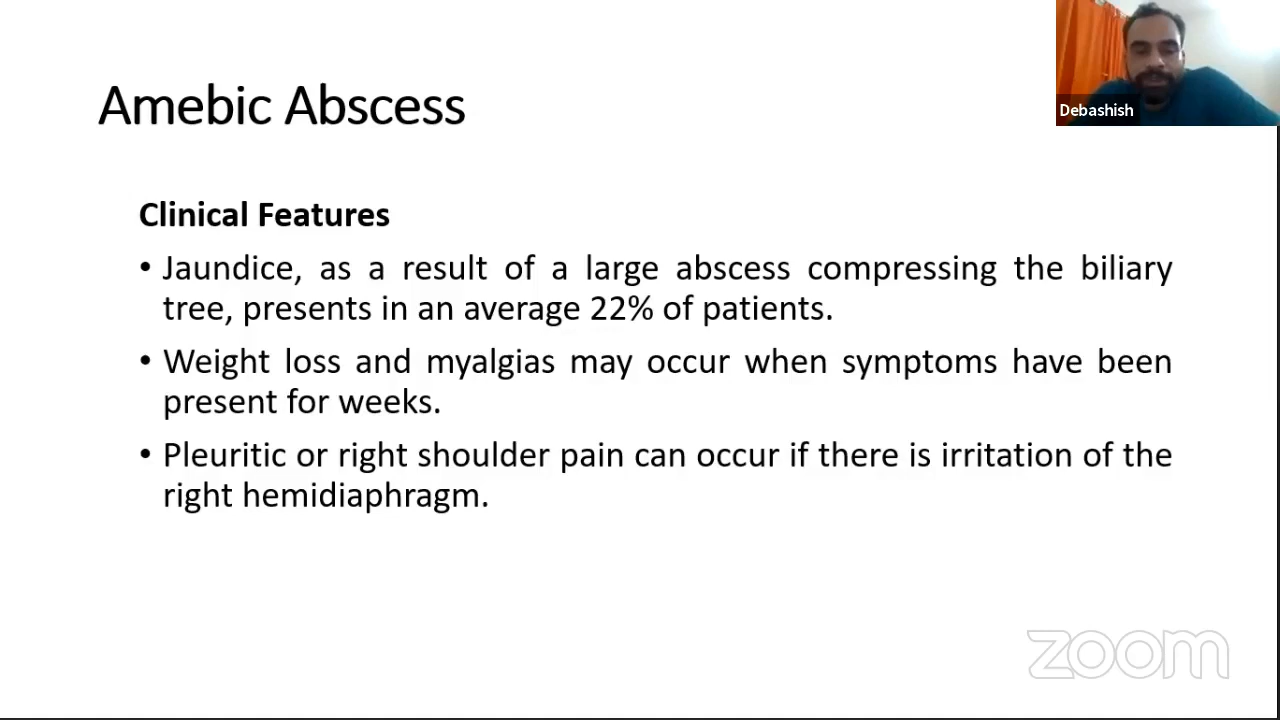 Amebic Abscess
Debashish
Clinical Features
• Jaundice, as a result of a large abscess compressing the biliary
tree, presents in an average 22% of patients.
• Weight loss and myalgias may occur when symptoms have been
present for weeks.
• Pleuritic or right shoulder pain can occur if there is irritation of the
right hemidiaphragm.
zoom